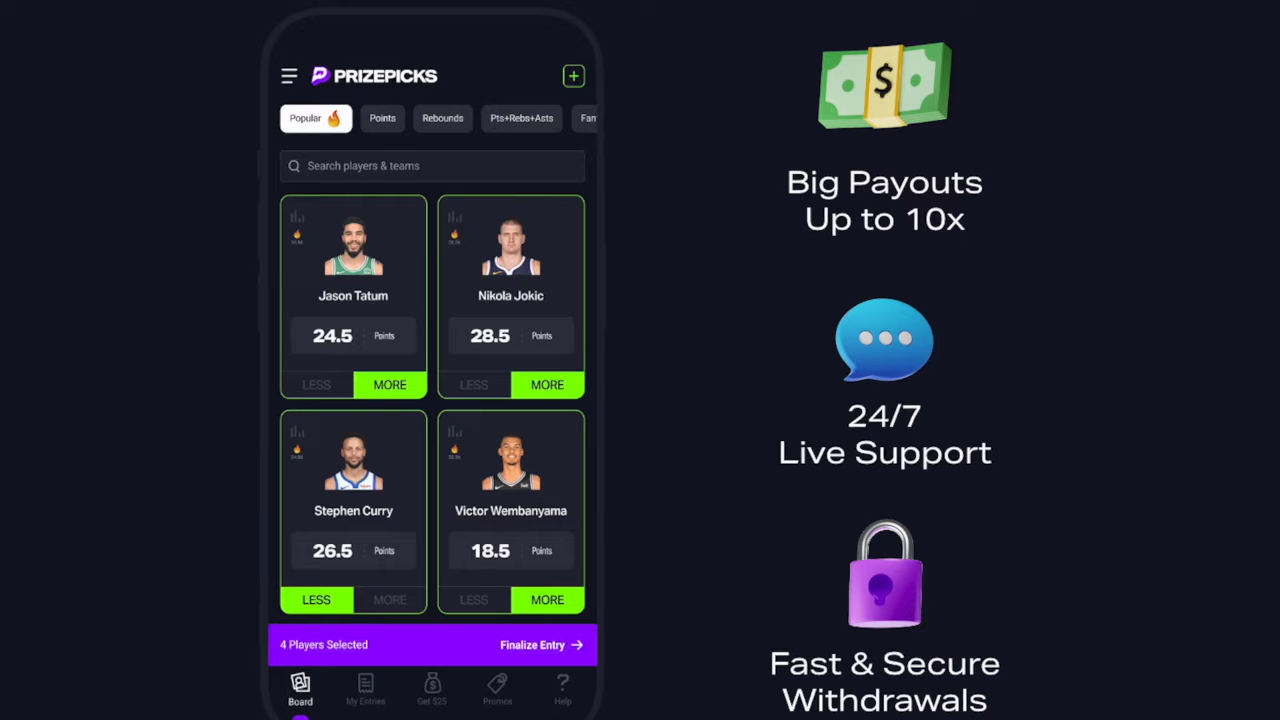 PRIZEPICKS
Popular
Points
Rebounds
Pts+Rebs+Asts
Search players & teams
Jason Tatum
24.5 Points
LESS MORE
Nikola Jokic
28.5 Points
LESS MORE
Stephen Curry
26.5 Points
LESS MORE
Victor Wembanyama
18.5 Points
LESS MORE
4 Players Selected
Finalize Entry →
Board
My Entries
Get $25
Promos
Help
$
Big Payouts
Up to 10x
24/7
Live Support
Fast & Secure
Withdrawals